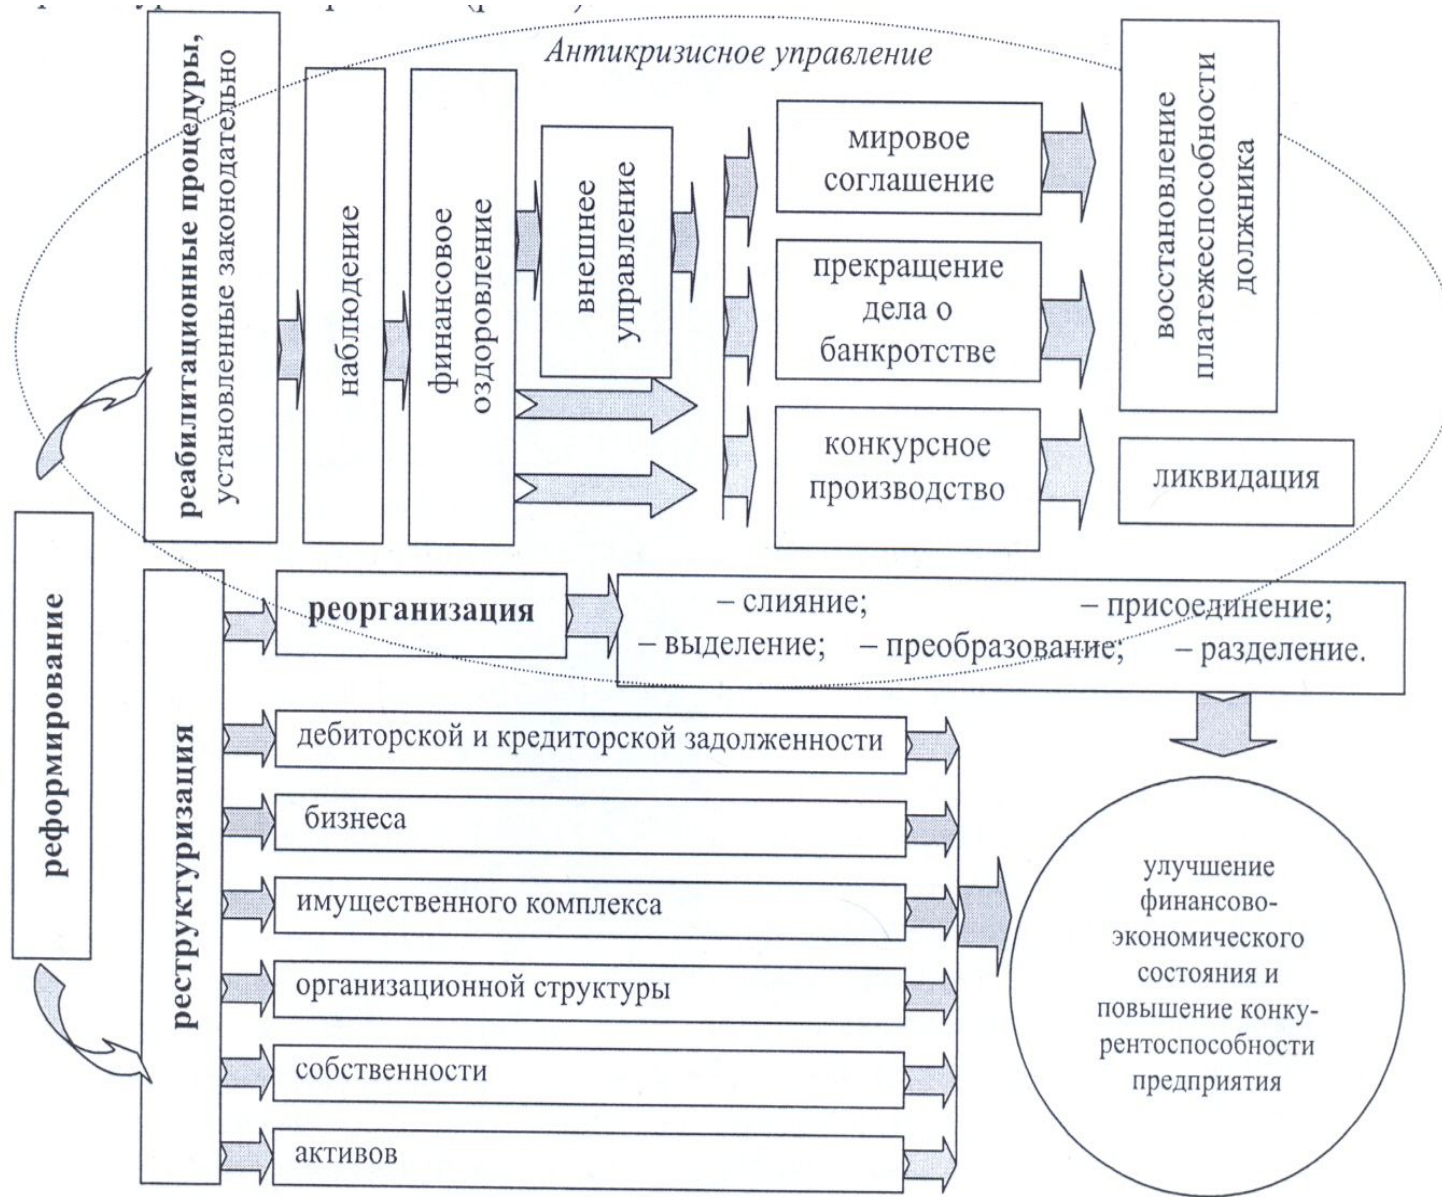 Антикризисное управление
реабилитационные процедуры,
установленные законодательно
наблюдение
финансовое
оздоровление
внешнее
управление
мировое
соглашение
прекращение
дела о
банкротстве
конкурсное
производство
восстановление
платежеспособности
должника
ликвидация
реформирование
реструктуризация
реорганизация
– слияние; – присоединение;
– выделение; – преобразование; – разделение.
дебиторской и кредиторской задолженности
бизнеса
имущественного комплекса
организационной структуры
собственности
активов
улучшение
финансово-
экономического
состояния и
повышение конку-
рентоспособности
предприятия